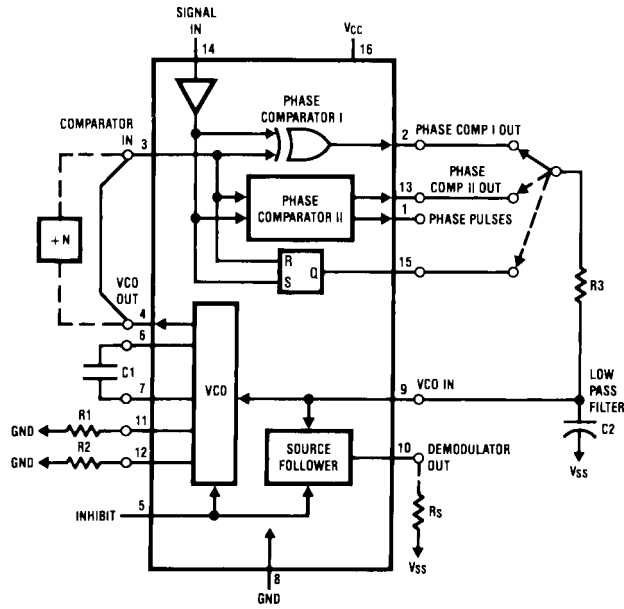 SIGNAL
IN
14
VCC
16
PHASE
COMPARATOR I
COMPARATOR
IN
3
2
PHASE COMP I OUT
PHASE
COMP II OUT
13
PHASE
COMPARATOR II
1
PHASE PULSES
+N
R
S
Q
15
R3
VCO
OUT
4
6
C1
7
VCO
9
VCO IN
LOW
PASS
FILTER
C2
VSS
R1
GND
11
R2
GND
12
SOURCE
FOLLOWER
10
DEMODULATOR
OUT
RS
VSS
INHIBIT
5
8
GND